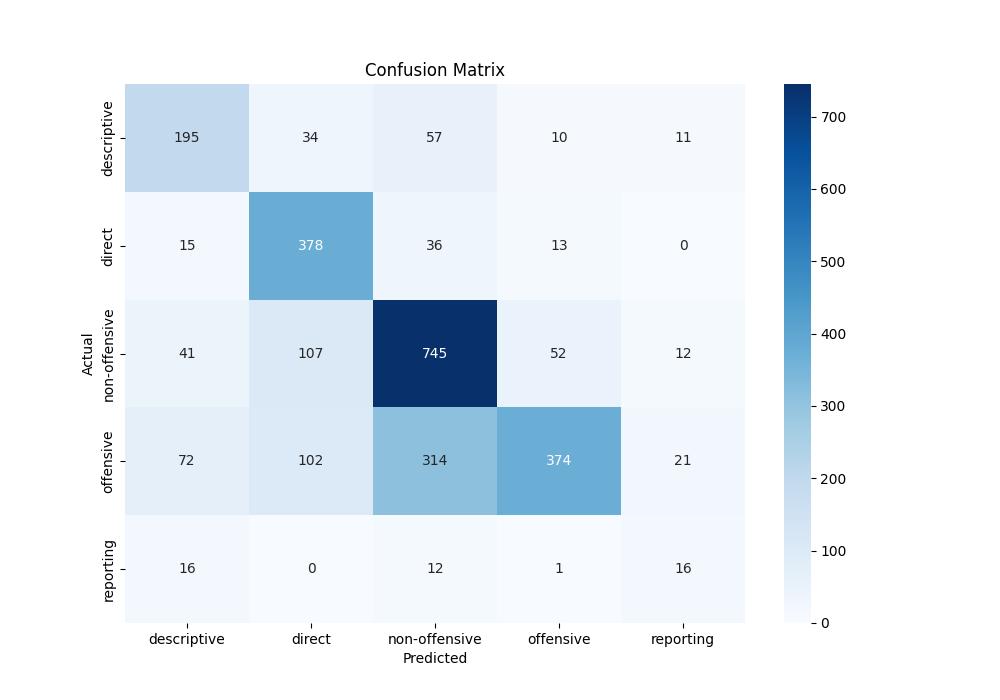 Confusion Matrix
Actual
descriptive 195 34 57 10 11
direct 15 378 36 13 0
non-offensive 41 107 745 52 12
offensive 72 102 314 374 21
reporting 16 0 12 1 16
descriptive direct non-offensive offensive reporting
Predicted
700
600
500
400
300
200
100
0